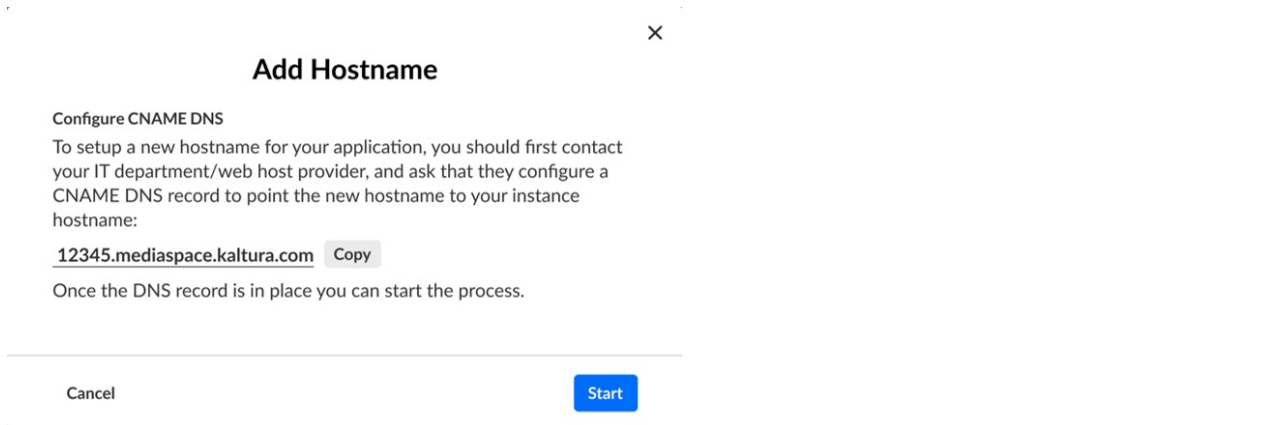 Add Hostname
Configure CNAME DNS
To setup a new hostname for your application, you should first contact
your IT department/web host provider, and ask that they configure a
CNAME DNS record to point the new hostname to your instance
hostname:
12345.mediaspace.kaltura.com Copy
Once the DNS record is in place you can start the process.
Cancel Start